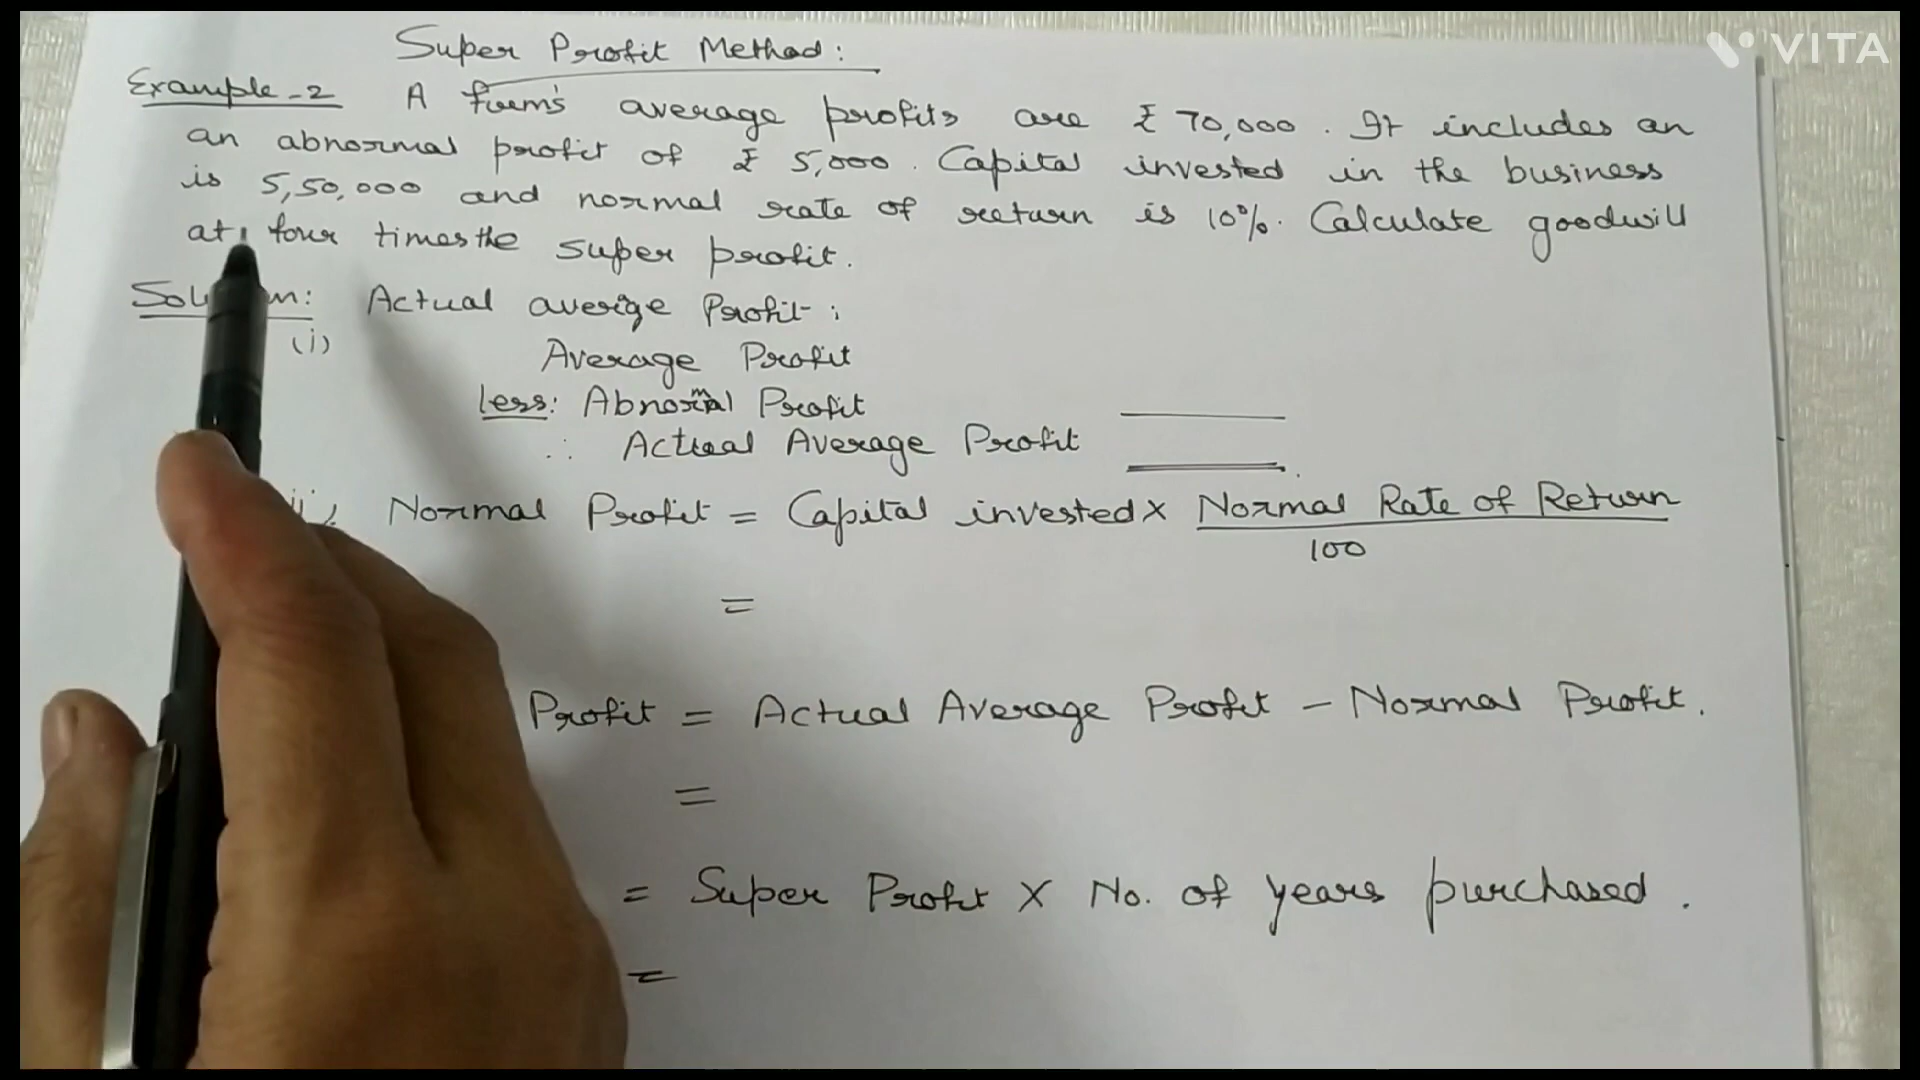 VITA
Super Profit Method:
Example-2 A firm's average profits are ₹ 70,000. It includes an
an abnormal profit of ₹ 5,000. Capital invested in the business
is 5,50,000 and normal rate of return is 10%. Calculate goodwill
at four times the super profit.
Actual average Profit:
(i)
Average Profit
less: Abnormal Profit
∴ Actual Average Profit
Normal Profit = Capital invested × Normal Rate of Return
100
=
Profit = Actual Average Profit - Normal Profit.
=
= Super Profit × No. of years purchased.
=